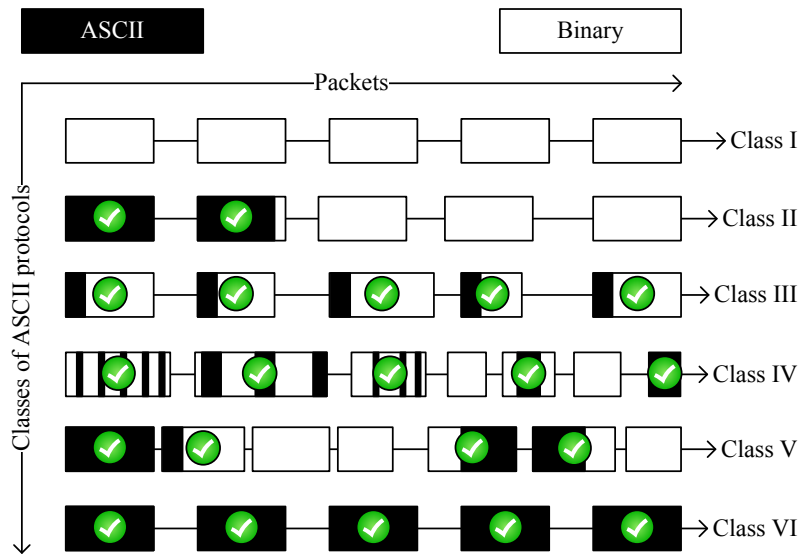 ASCII
Binary
Packets
Classes of ASCII protocols
Class I
Class II
Class III
Class IV
Class V
Class VI